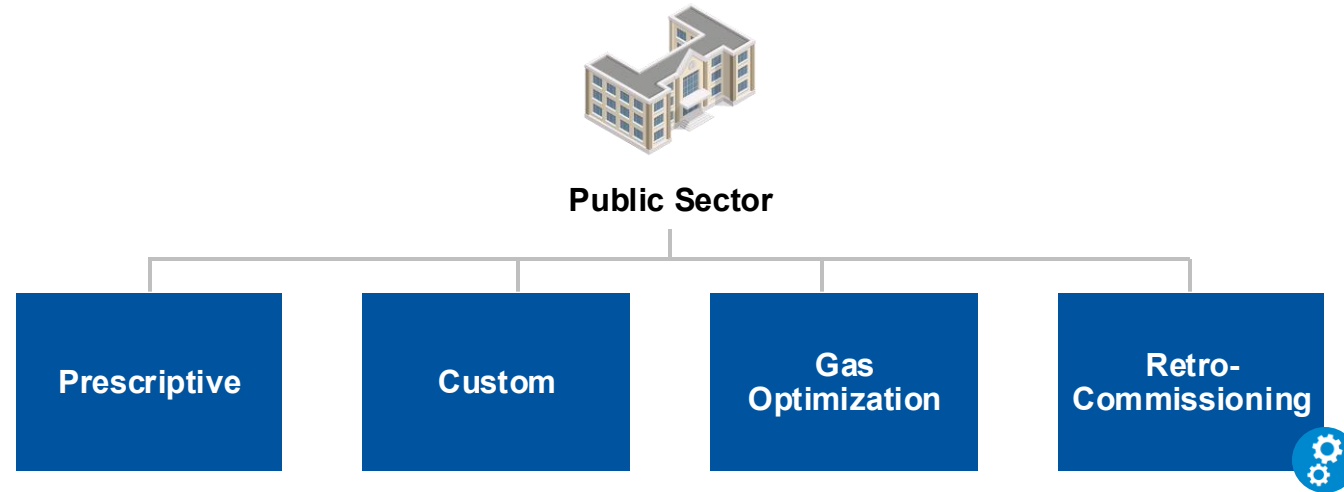 Public Sector
Prescriptive
Custom
Gas
Optimization
Retro-
Commissioning